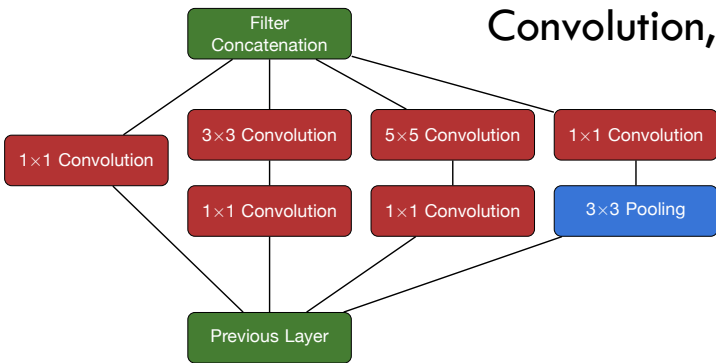 Convolution,
Filter
Concatenation
1×1 Convolution
3×3 Convolution
5×5 Convolution
1×1 Convolution
1×1 Convolution
1×1 Convolution
3×3 Pooling
Previous Layer